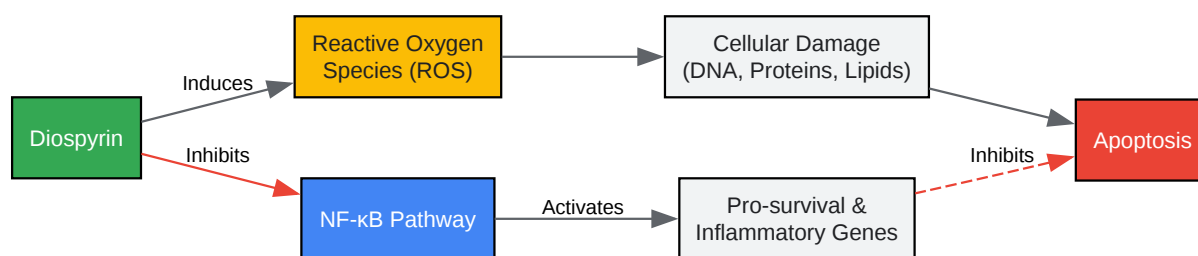 Diospyrin
Induces
Inhibits
Reactive Oxygen
Species (ROS)
NF-κB Pathway
Activates
Cellular Damage
(DNA, Proteins, Lipids)
Pro-survival &
Inflammatory Genes
Inhibits
Apoptosis